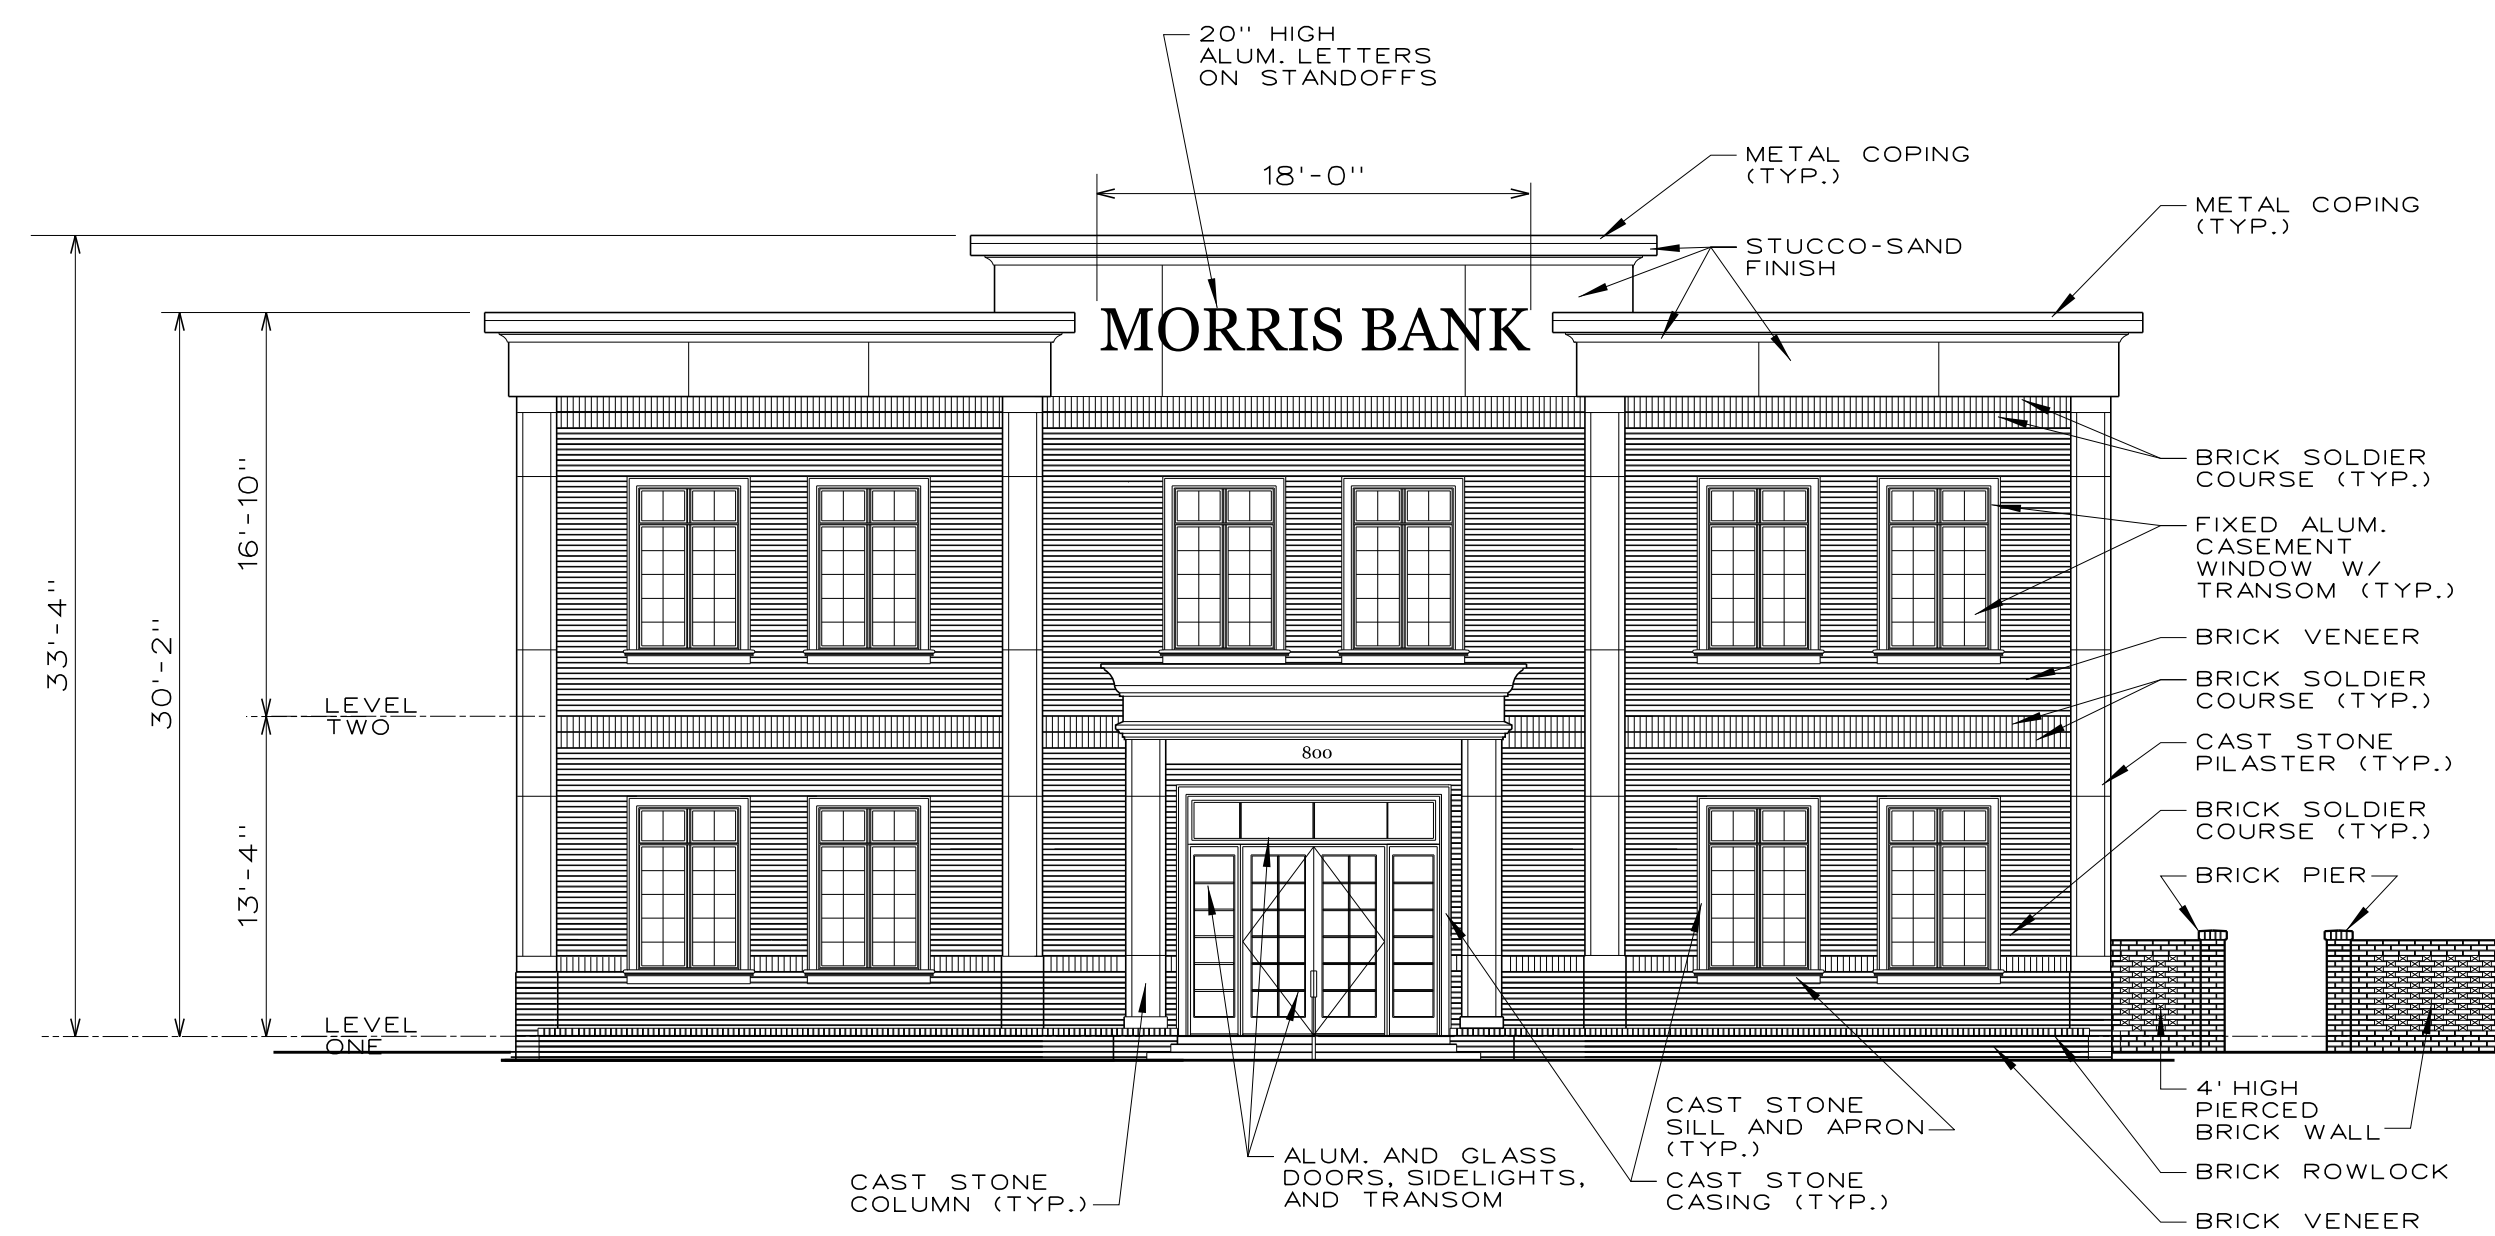 20" HIGH
ALUM. LETTERS
ON STANDOFFS
18'-0"
METAL COPING
(TYP.)
METAL COPING
(TYP.)
STUCCO-SAND
FINISH
MORRIS BANK
33'-4"
30'-2"
16'-10"
13'-4"
LEVEL
TWO
LEVEL
ONE
800
BRICK SOLDIER
COURSE (TYP.)
FIXED ALUM.
CASEMENT
WINDOW W/
TRANSOM (TYP.)
BRICK VENEER
BRICK SOLDIER
COURSE (TYP.)
CAST STONE
PILASTER (TYP.)
BRICK SOLDIER
COURSE (TYP.)
BRICK PIER
4' HIGH
PIERCED
BRICK WALL
BRICK ROWLOCK
BRICK VENEER
CAST STONE
SILL AND APRON
(TYP.)
CAST STONE
CASING (TYP.)
ALUM. AND GLASS
DOORS, SIDELIGHTS,
AND TRANSOM
CAST STONE
COLUMN (TYP.)